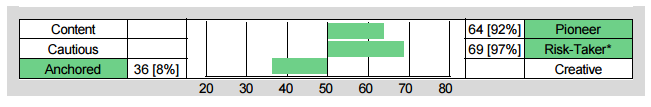 Content 64 [92%] Pioneer
Cautious 69 [97%] Risk-Taker*
Anchored 36 [8%] Creative
20 30 40 50 60 70 80